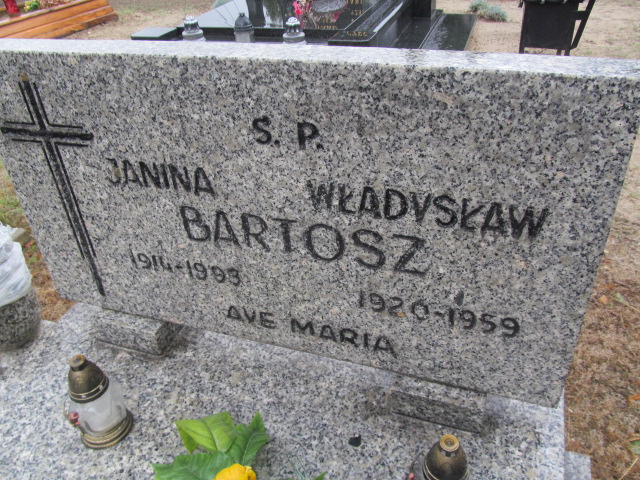 S. P.
JANINA WŁADYSŁAW
BARTOSZ
1914-1993 1920-1959
AVE MARIA